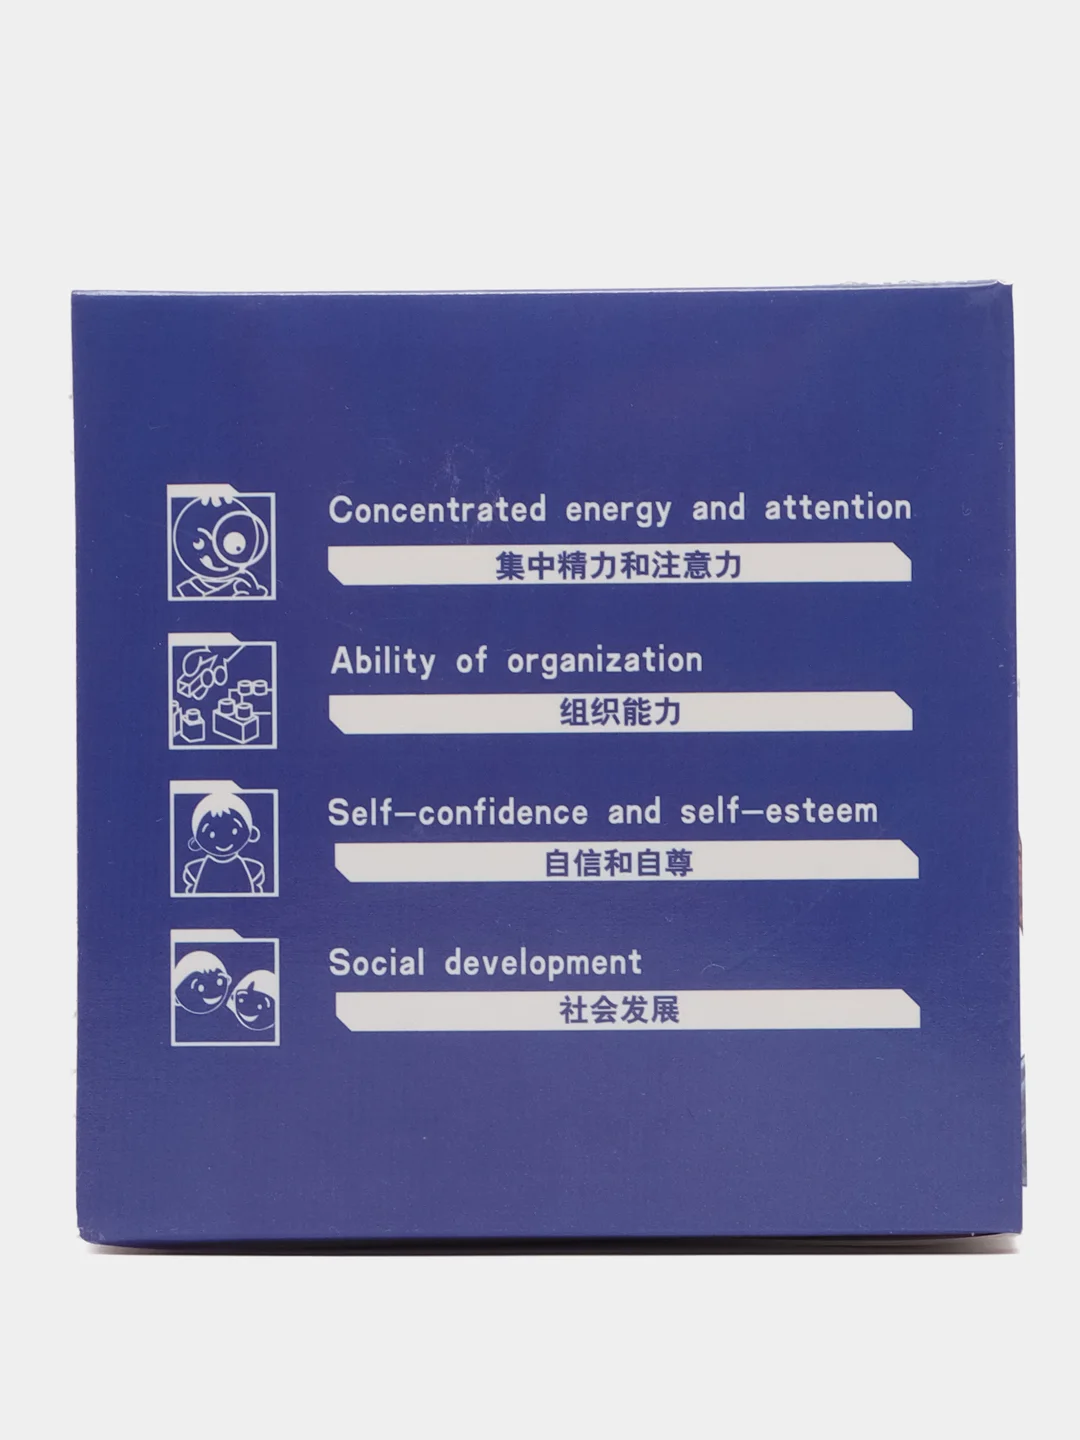 Concentrated energy and attention
集中精力和注意力
Ability of organization
组织能力
Self-confidence and self-esteem
自信和自尊
Social development
社会发展